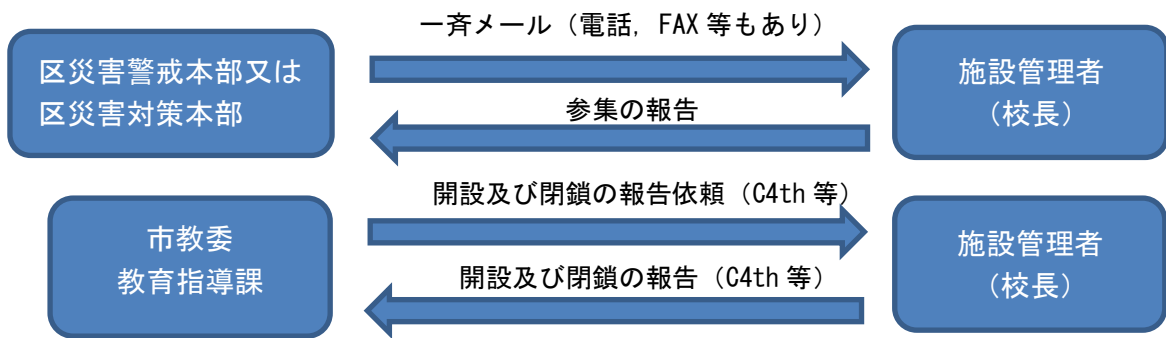 一斉メール（電話，FAX 等もあり）
区災害警戒本部又は
区災害対策本部
施設管理者
（校長）
参集の報告
開設及び閉鎖の報告依頼（C4th 等）
市教委
教育指導課
施設管理者
（校長）
開設及び閉鎖の報告（C4th 等）